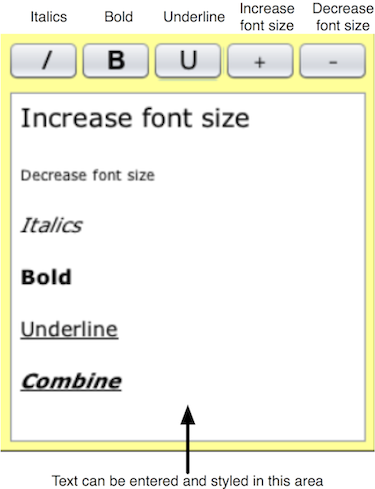 Italics Bold Underline Increase font size Decrease font size
I B U + -
Increase font size
Decrease font size
Italics
Bold
Underline
Combine
Text can be entered and styled in this area